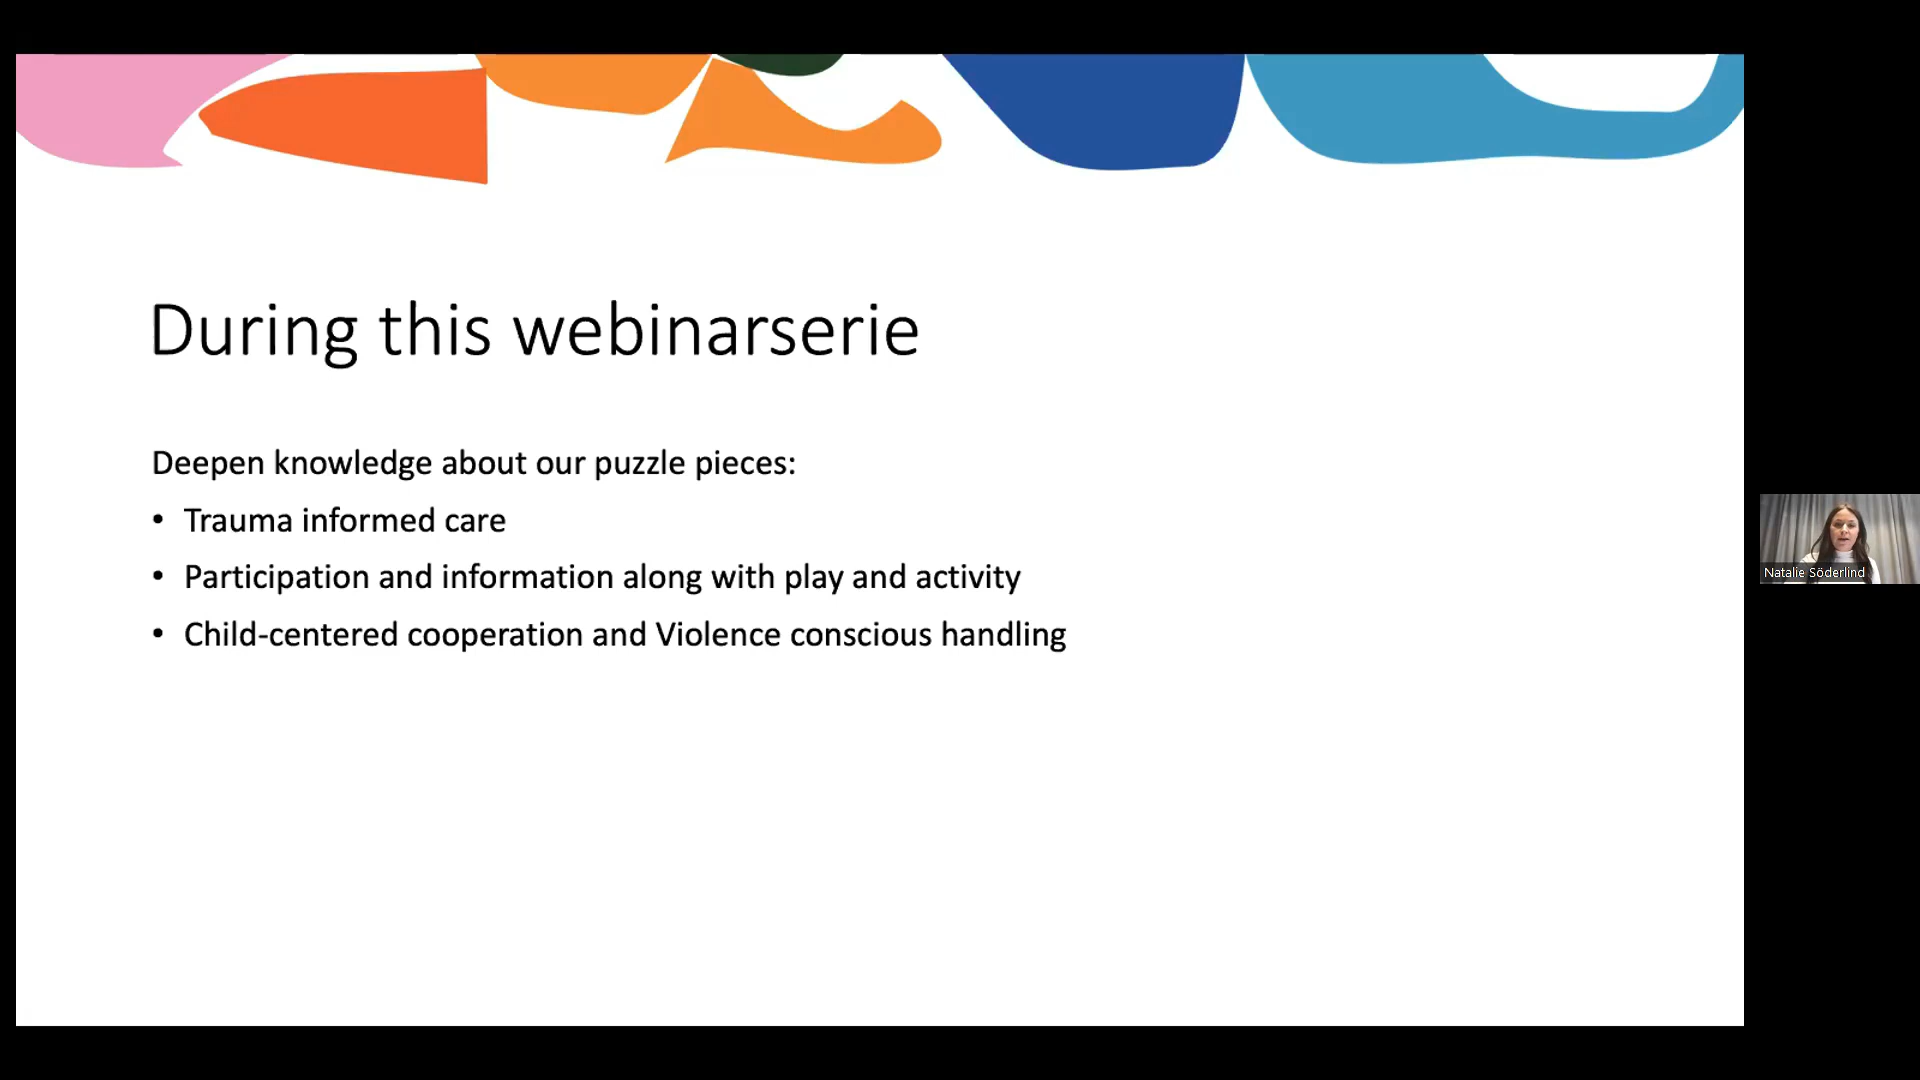 During this webinarserie
Deepen knowledge about our puzzle pieces:
• Trauma informed care
• Participation and information along with play and activity
• Child-centered cooperation and Violence conscious handling
Natalie Söderlind